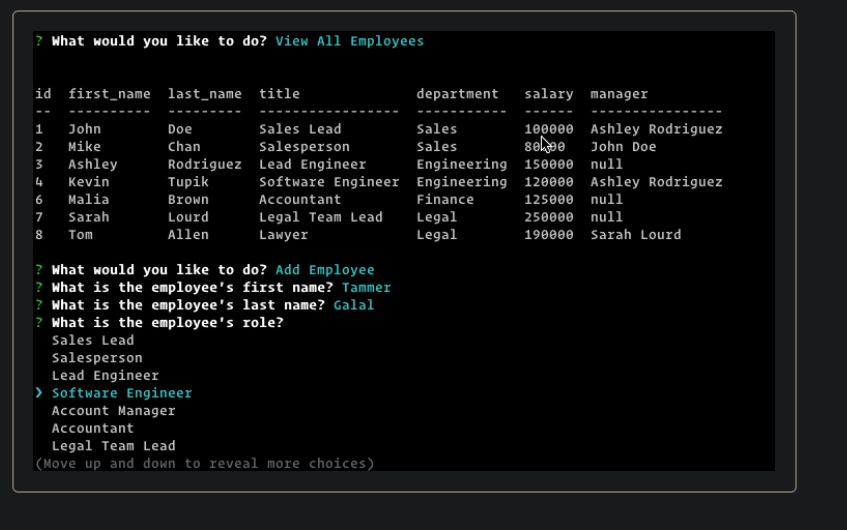 ? What would you like to do? View All Employees
id first_name last_name title department salary manager
-- ---------- --------- ----------------- ----------- ------ ----------------
1 John Doe Sales Lead Sales 100000 Ashley Rodriguez
2 Mike Chan Salesperson Sales 80000 John Doe
3 Ashley Rodriguez Lead Engineer Engineering 150000 null
4 Kevin Tupik Software Engineer Engineering 120000 Ashley Rodriguez
6 Malia Brown Accountant Finance 125000 null
7 Sarah Lourd Legal Team Lead Legal 250000 null
8 Tom Allen Lawyer Legal 190000 Sarah Lourd
? What would you like to do? Add Employee
? What is the employee's first name? Tammer
? What is the employee's last name? Galal
? What is the employee's role?
Sales Lead
Salesperson
Lead Engineer
❯ Software Engineer
Account Manager
Accountant
Legal Team Lead
(Move up and down to reveal more choices)